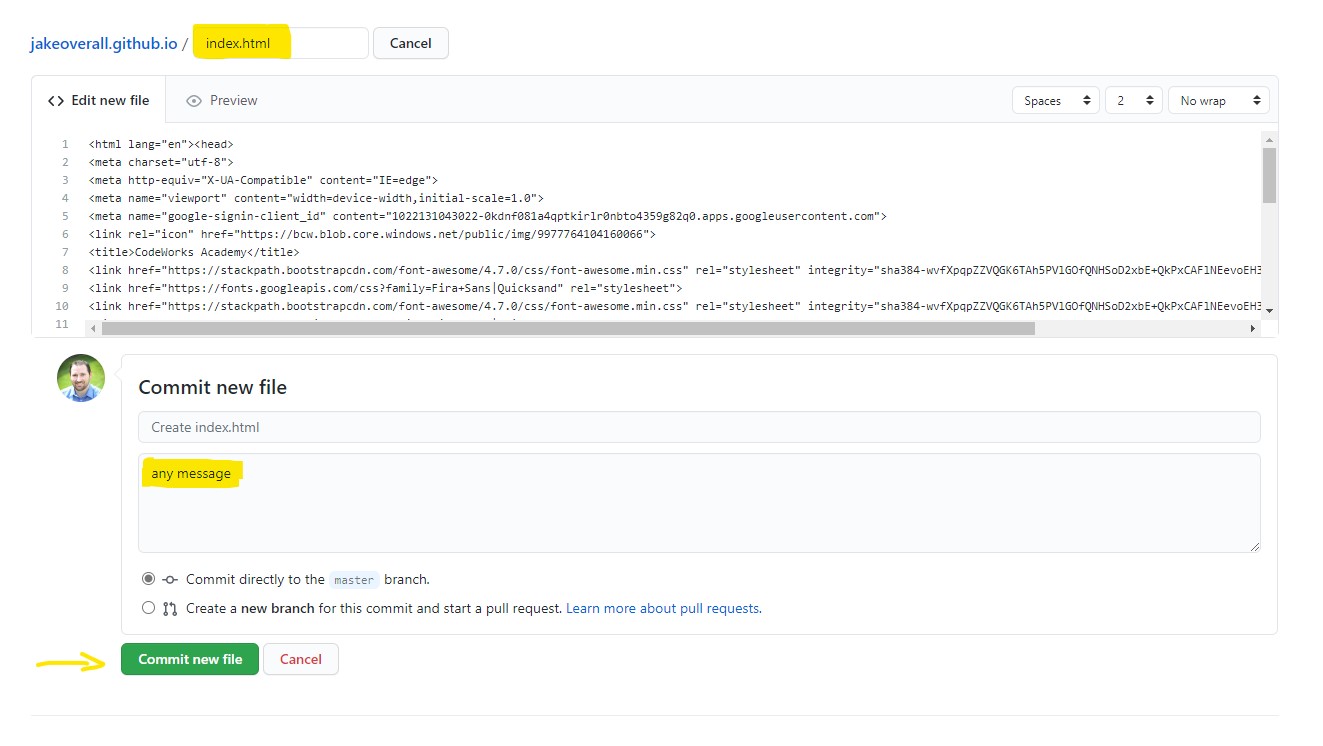 jakeoverall.github.io / index.html Cancel
Edit new file Preview Spaces 2 No wrap
1 <html lang="en"><head>
2 <meta charset="utf-8">
3 <meta http-equiv="X-UA-Compatible" content="IE=edge">
4 <meta name="viewport" content="width=device-width,initial-scale=1.0">
5 <meta name="google-signin-client_id" content="1022131043022-0kdnf081a4qptkirlr0nbto4359g82q0.apps.googleusercontent.com">
6 <link rel="icon" href="https://bcw.blob.core.windows.net/public/img/9977764104160066">
7 <title>CodeWorks Academy</title>
8 <link href="https://stackpath.bootstrapcdn.com/font-awesome/4.7.0/css/font-awesome.min.css" rel="stylesheet" integrity="sha384-wvfXpqpZZVQGK6TAh5PVlGOfQNHSoD2xbE+QkPxCAFlNEevoEH3
9 <link href="https://fonts.googleapis.com/css?family=Fira+Sans|Quicksand" rel="stylesheet">
10 <link href="https://stackpath.bootstrapcdn.com/font-awesome/4.7.0/css/font-awesome.min.css" rel="stylesheet" integrity="sha384-wvfXpqpZZVQGK6TAh5PVlGOfQNHSoD2xbE+QkPxCAFlNEevoEH3
11
Commit new file
Create index.html
any message
Commit directly to the master branch.
Create a new branch for this commit and start a pull request. Learn more about pull requests.
Commit new file Cancel